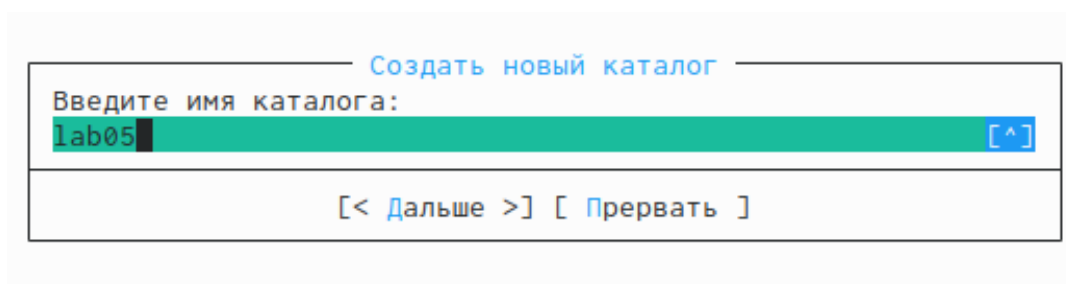 Создать новый каталог
Введите имя каталога:
lab05 [^]
[< Дальше >] [ Прервать ]